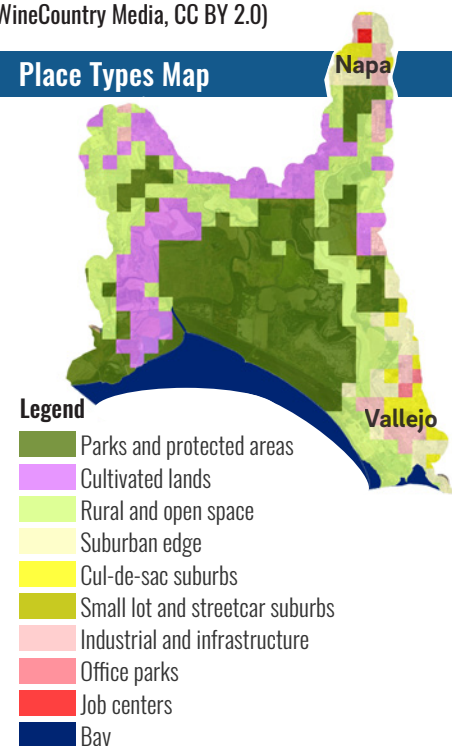 WineCountry Media, CC BY 2.0)
Place Types Map
Napa
Vallejo
Legend
Parks and protected areas
Cultivated lands
Rural and open space
Suburban edge
Cul-de-sac suburbs
Small lot and streetcar suburbs
Industrial and infrastructure
Office parks
Job centers
Bay